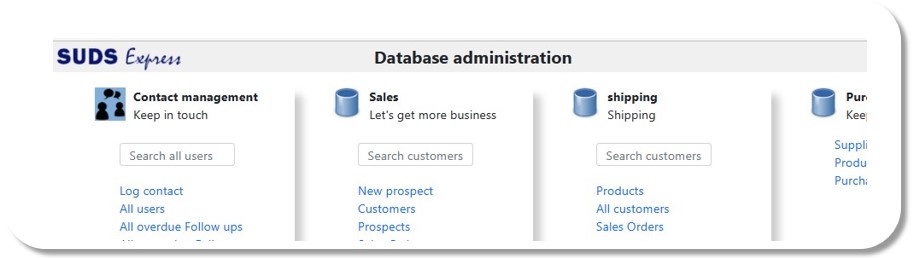 SUDS Express
Database administration
Contact management
Keep in touch
Search all users
Log contact
All users
All overdue Follow ups
Sales
Let's get more business
Search customers
New prospect
Customers
Prospects
shipping
Shipping
Search customers
Products
All customers
Sales Orders